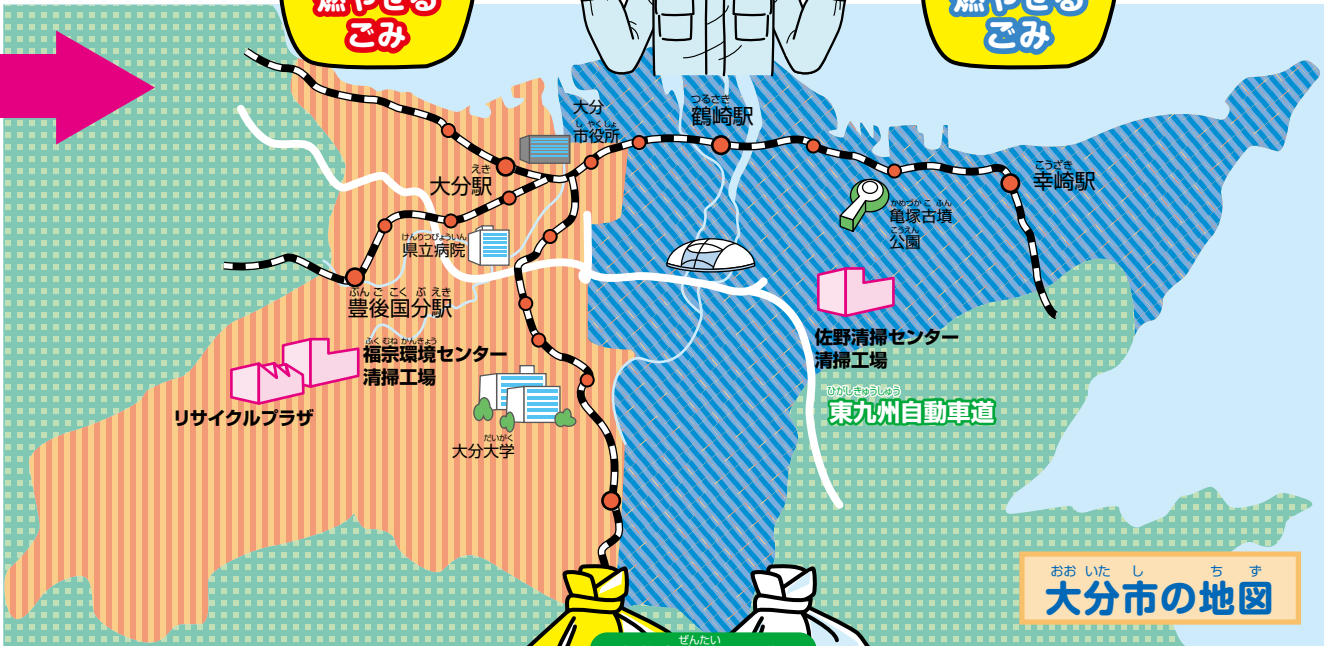 燃やせる
ごみ
燃やせる
ごみ
大分
しやくしょ
市役所
つるさき
鶴崎駅
えき
大分駅
こうざき
幸崎駅
かめづかこふん
亀塚古墳
こうえん
公園
けんりつびょういん
県立病院
ぶんごこくぶえき
豊後国分駅
ふくむねかんきょう
福宗環境センター
清掃工場
リサイクルプラザ
佐野清掃センター
清掃工場
ひがしきゅうしゅう
東九州自動車道
だいがく
大分大学
おおいたしちず
大分市の地図
ぜんたい